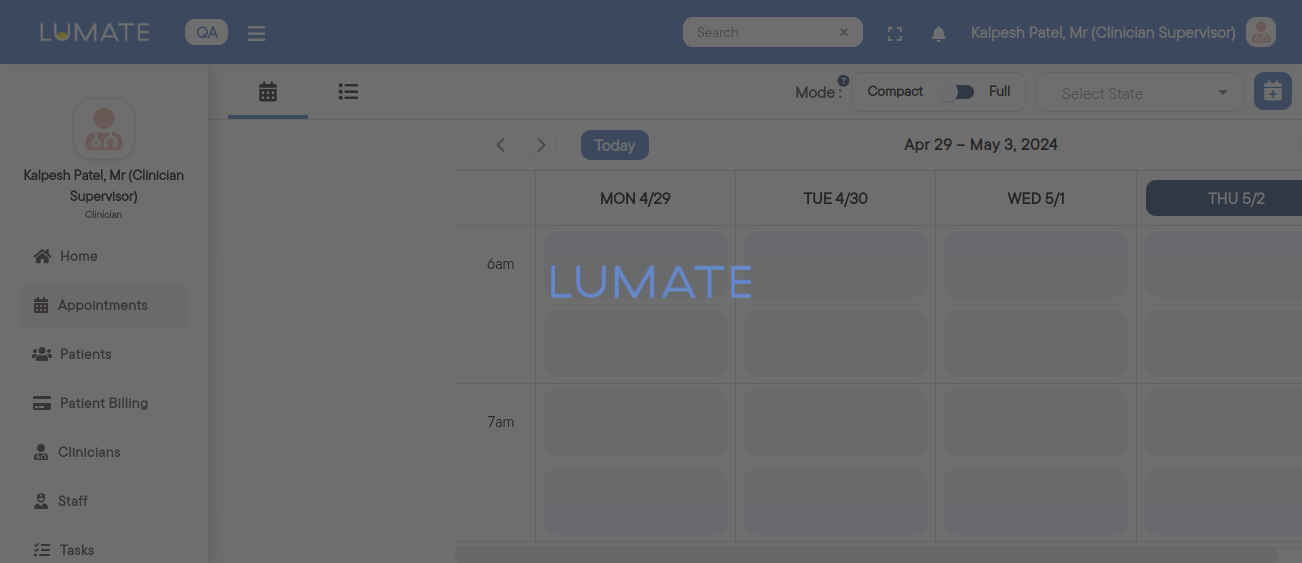 LUMATE
QA
Search
Kalpesh Patel, Mr (Clinician Supervisor)
Kalpesh Patel, Mr (Clinician
Supervisor)
Clinician
Home
Appointments
Patients
Patient Billing
Clinicians
Staff
Tasks
Mode :
?
Compact
Full
Select State
Today
Apr 29 – May 3, 2024
MON 4/29
TUE 4/30
WED 5/1
THU 5/2
6am
LUMATE
7am